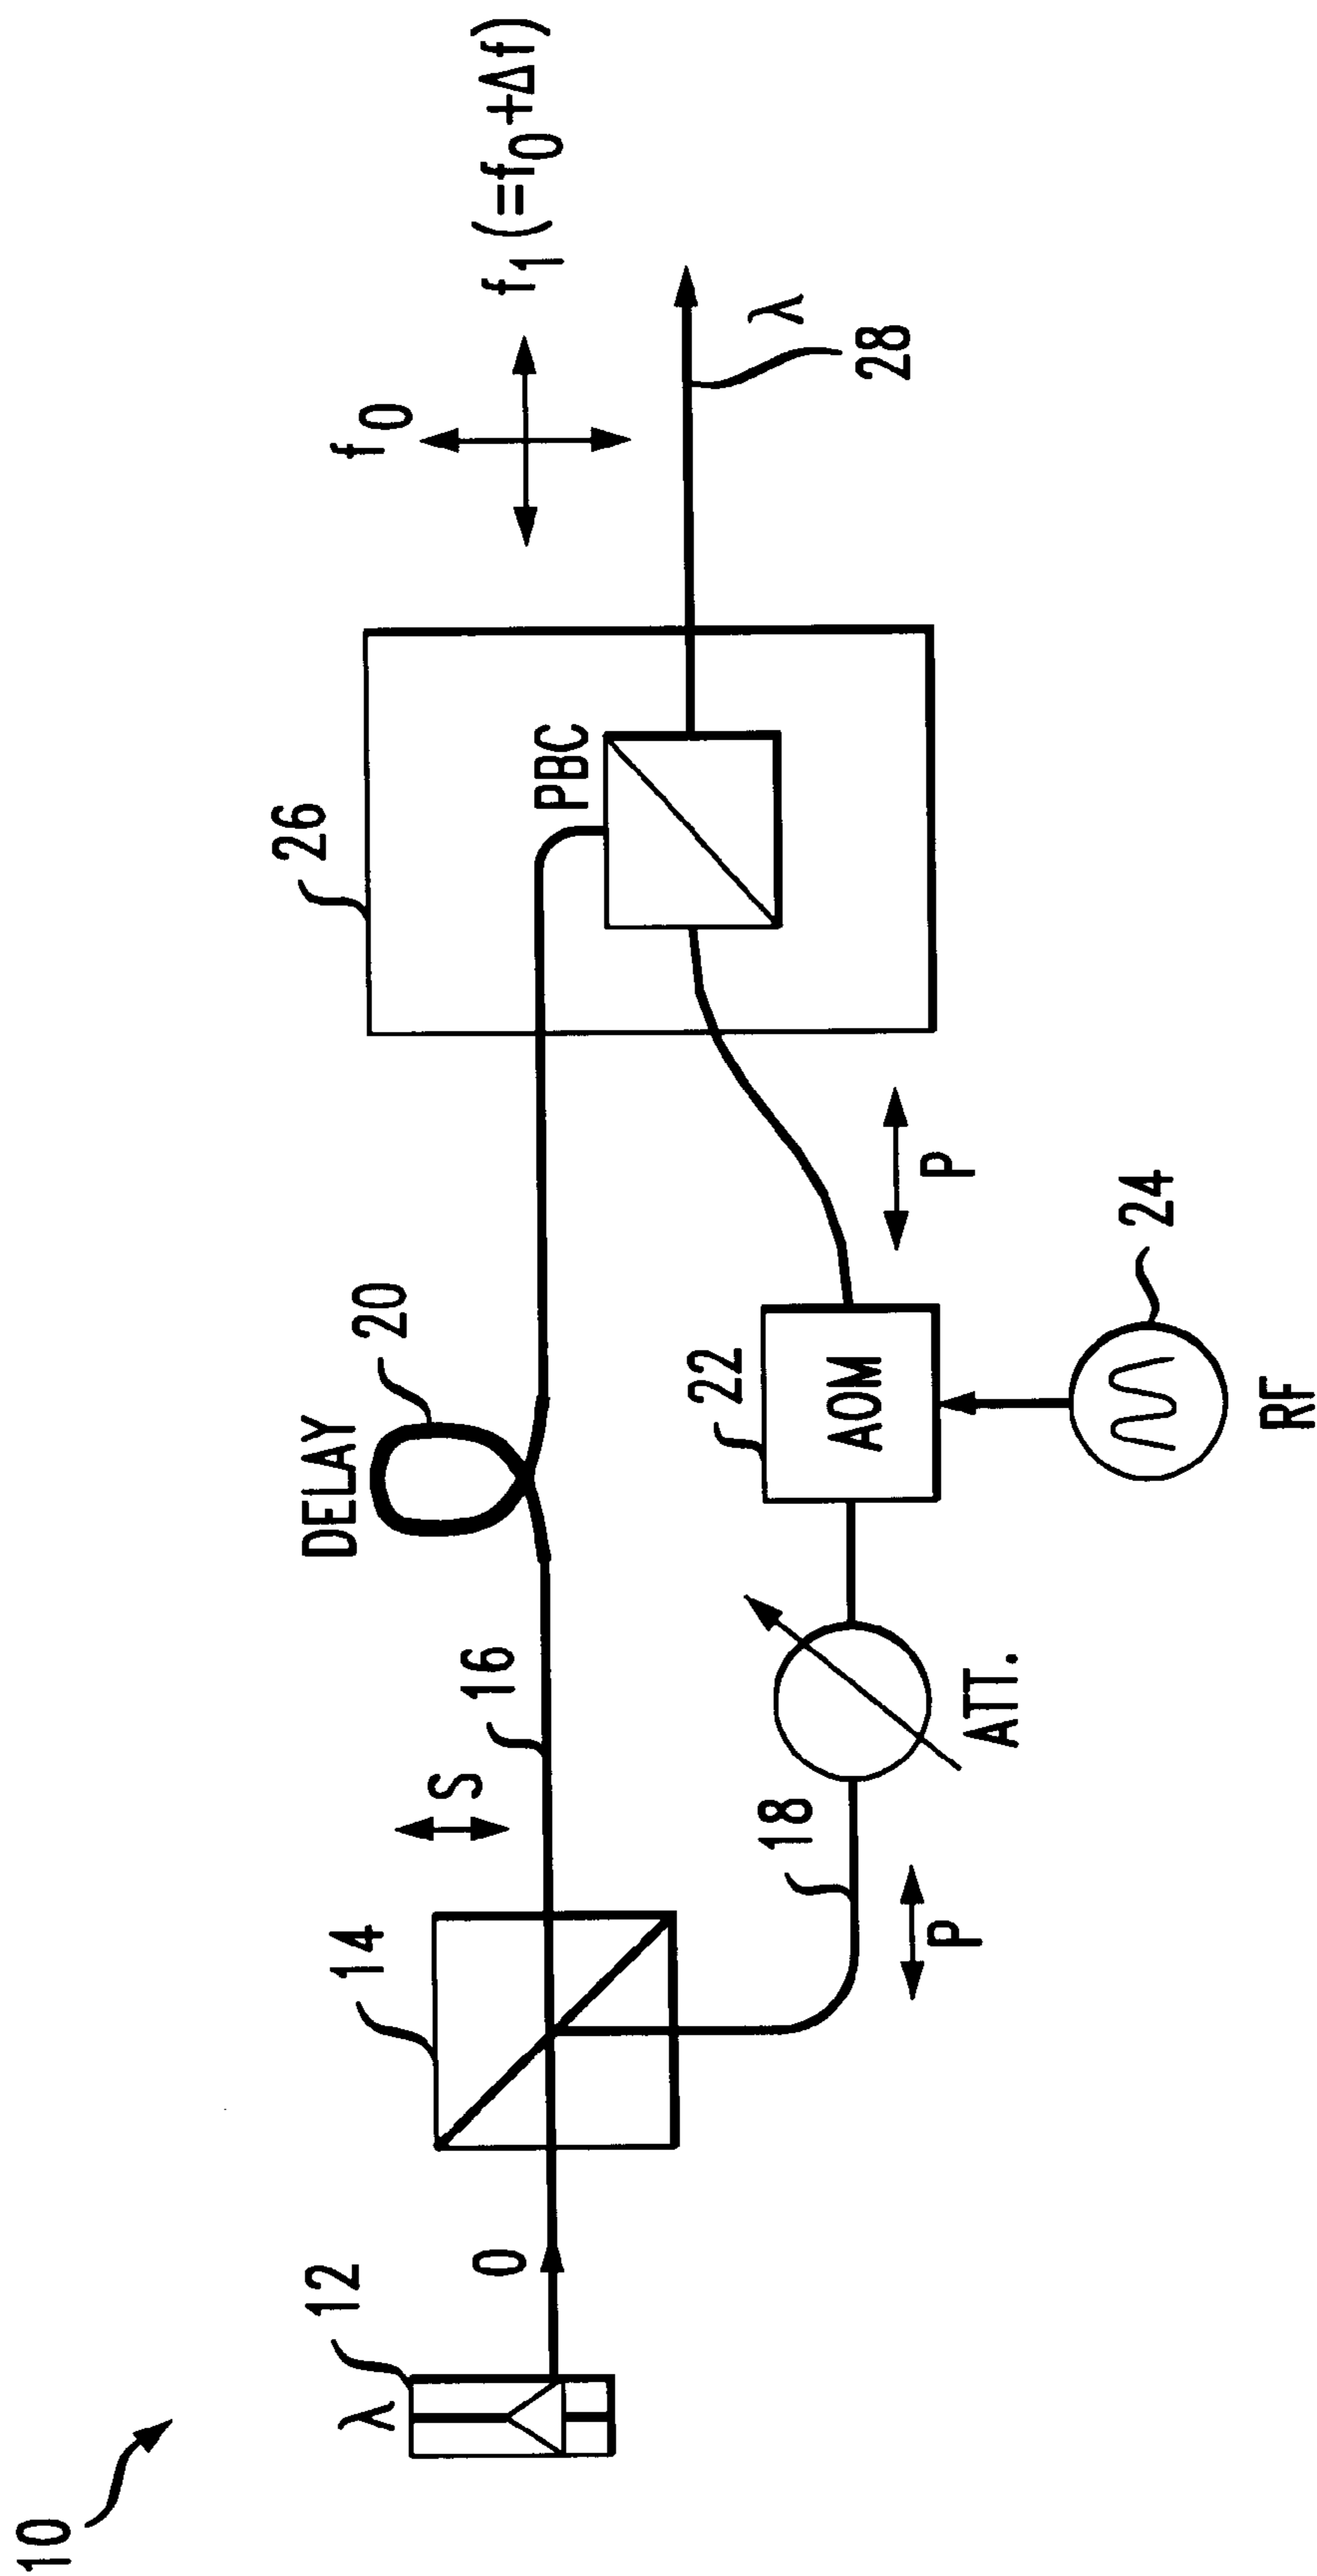 10
λ
12
O
14
S
16
DELAY
20
26
PBC
f0
f1 (=f0+Δf)
λ
28
P
18
ATT.
22
AOM
P
24
RF